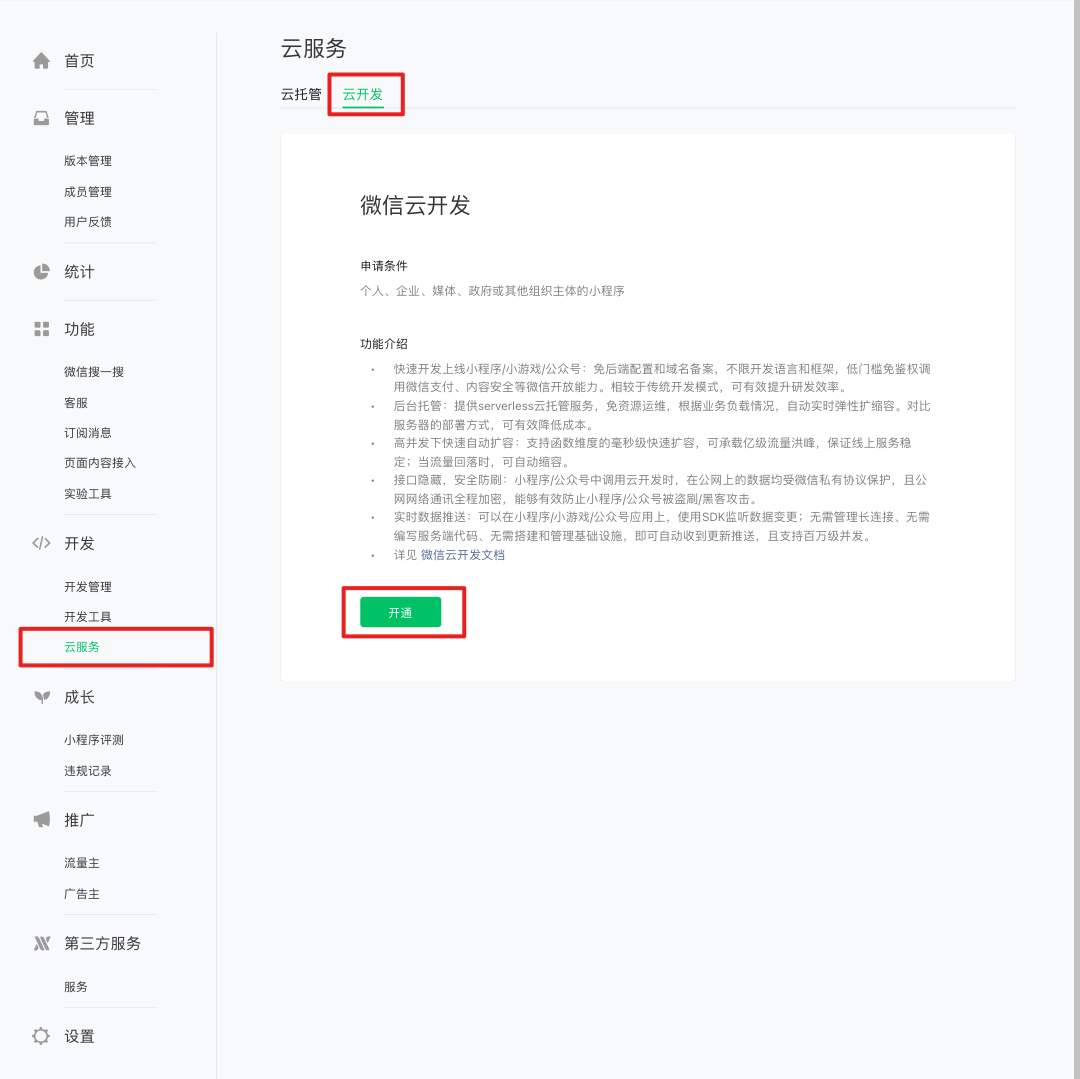 首页
管理
版本管理
成员管理
用户反馈
统计
功能
微信搜一搜
客服
订阅消息
页面内容接入
实验工具
开发
开发管理
开发工具
云服务
成长
小程序评测
违规记录
推广
流量主
广告主
第三方服务
服务
设置
云服务
云托管 云开发
微信云开发
申请条件
个人、企业、媒体、政府或其他组织主体的小程序
功能介绍
• 快速开发上线小程序/小游戏/公众号：免后端配置和域名备案，不限开发语言和框架，低门槛免鉴权调
用微信支付、内容安全等微信开放能力。相较于传统开发模式，可有效提升研发效率。
• 后台托管：提供serverless云托管服务，免资源运维，根据业务负载情况，自动实时弹性扩缩容。对比
服务器的部署方式，可有效降低成本。
• 高并发下快速自动扩容：支持函数维度的毫秒级快速扩容，可承载亿级流量洪峰，保证线上服务稳
定；当流量回落时，可自动缩容。
• 接口隐藏，安全防刷：小程序/公众号中调用云开发时，在公网上的数据均受微信私有协议保护，且公
网网络通讯全程加密，能够有效防止小程序/公众号被盗刷/黑客攻击。
• 实时数据推送：可以在小程序/小游戏/公众号应用上，使用SDK监听数据变更；无需管理长连接、无需
编写服务端代码、无需搭建和管理基础设施，即可自动收到更新推送，且支持百万级并发。
• 详见 微信云开发文档
开通